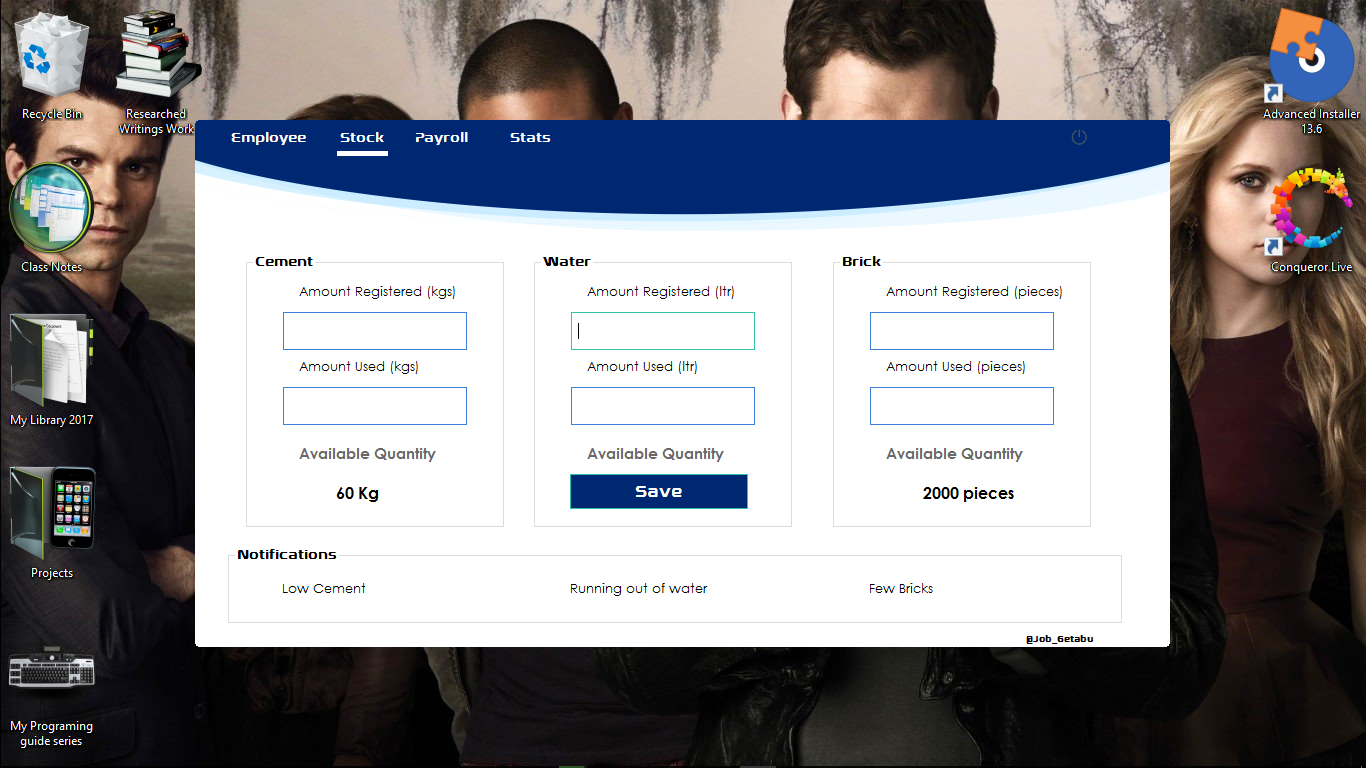 Recycle Bin
Researched
Writings Work
Advanced Installer
13.6
Employee
Stock
Payroll
Stats
Class Notes
Conqueror Live
Cement
Water
Brick
Amount Registered (kgs)
Amount Registered (ltr)
Amount Registered (pieces)
Amount Used (kgs)
Amount Used (ltr)
Amount Used (pieces)
My Library 2017
Available Quantity
Available Quantity
Available Quantity
60 Kg
Save
2000 pieces
Notifications
Projects
Low Cement
Running out of water
Few Bricks
@Job_Getabu
My Programing
guide series